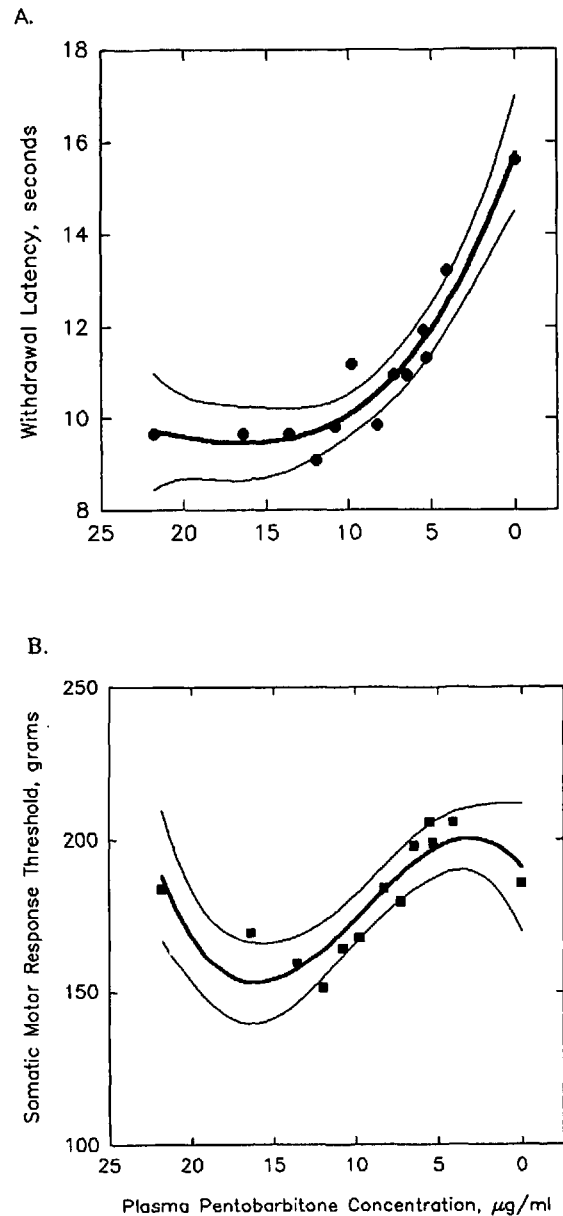 A.
18
16
14
12
10
8
Withdrawal Latency, seconds
25 20 15 10 5 0
B.
250
200
150
100
Somatic Motor Response Threshold, grams
25 20 15 10 5 0
Plasma Pentobarbitone Concentration, μg/ml